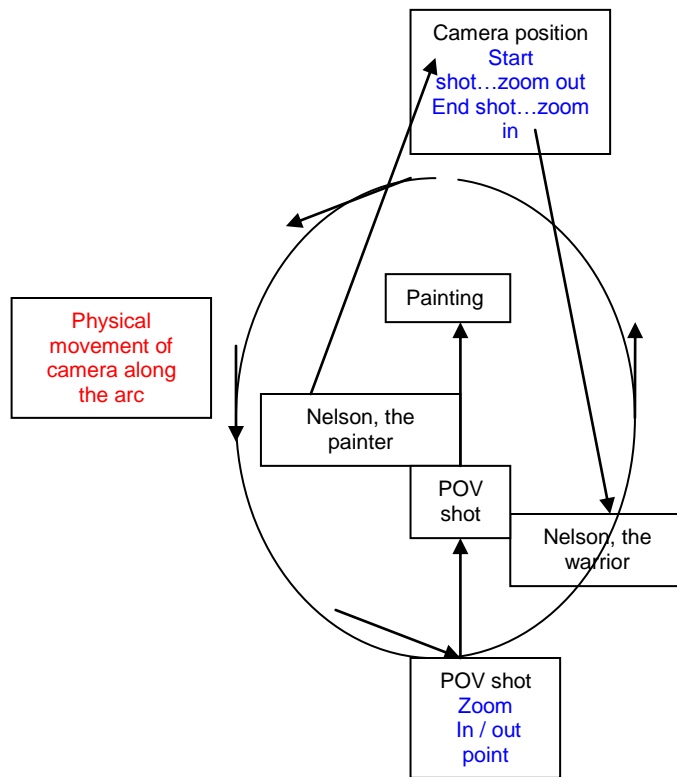 Camera position
Start
shot…zoom out
End shot…zoom
in
Painting
Physical
movement of
camera along
the arc
Nelson, the
painter
POV
shot
Nelson, the
warrior
POV shot
Zoom
In / out
point